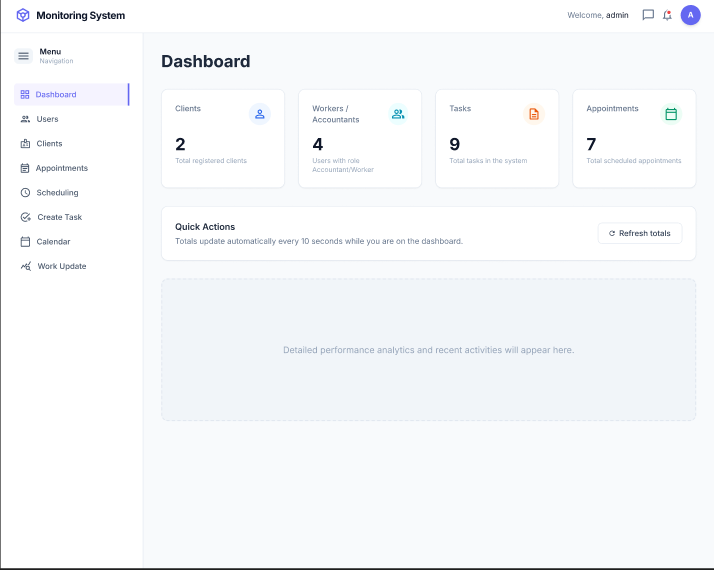 Monitoring System
Welcome, admin
A
Menu
Navigation
Dashboard
Users
Clients
Appointments
Scheduling
Create Task
Calendar
Work Update
Dashboard
Clients
2
Total registered clients
Workers /
Accountants
4
Users with role
Accountant/Worker
Tasks
9
Total tasks in the system
Appointments
7
Total scheduled appointments
Quick Actions
Totals update automatically every 10 seconds while you are on the dashboard.
Refresh totals
Detailed performance analytics and recent activities will appear here.